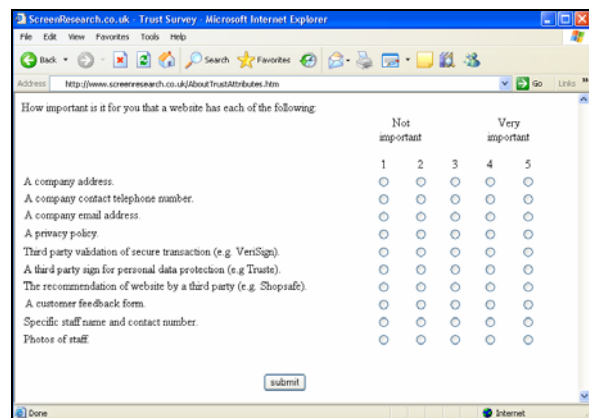 ScreenResearch.co.uk - Trust Survey - Microsoft Internet Explorer
File Edit View Favorites Tools Help
Back Search Favorites
Address http://www.screenresearch.co.uk/AboutTrustAttributes.htm Go Links »
How important is it for you that a website has each of the following:
Not Very
important important
1 2 3 4 5
A company address.
A company contact telephone number.
A company email address.
A privacy policy.
Third party validation of secure transaction (e.g. VeriSign).
A third party sign for personal data protection (e.g Truste).
The recommendation of website by a third party (e.g. Shopsafe).
A customer feedback form.
Specific staff name and contact number.
Photos of staff.
submit
Done Internet